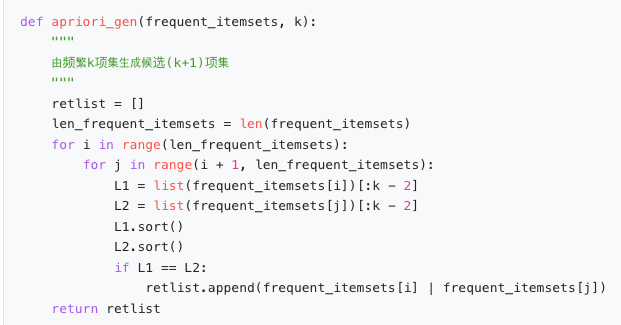 def apriori_gen(frequent_itemsets, k):
    """
    由频繁k项集生成候选(k+1)项集
    """
    retlist = []
    len_frequent_itemsets = len(frequent_itemsets)
    for i in range(len_frequent_itemsets):
        for j in range(i + 1, len_frequent_itemsets):
            L1 = list(frequent_itemsets[i])[:k - 2]
            L2 = list(frequent_itemsets[j])[:k - 2]
            L1.sort()
            L2.sort()
            if L1 == L2:
                retlist.append(frequent_itemsets[i] | frequent_itemsets[j])
    return retlist